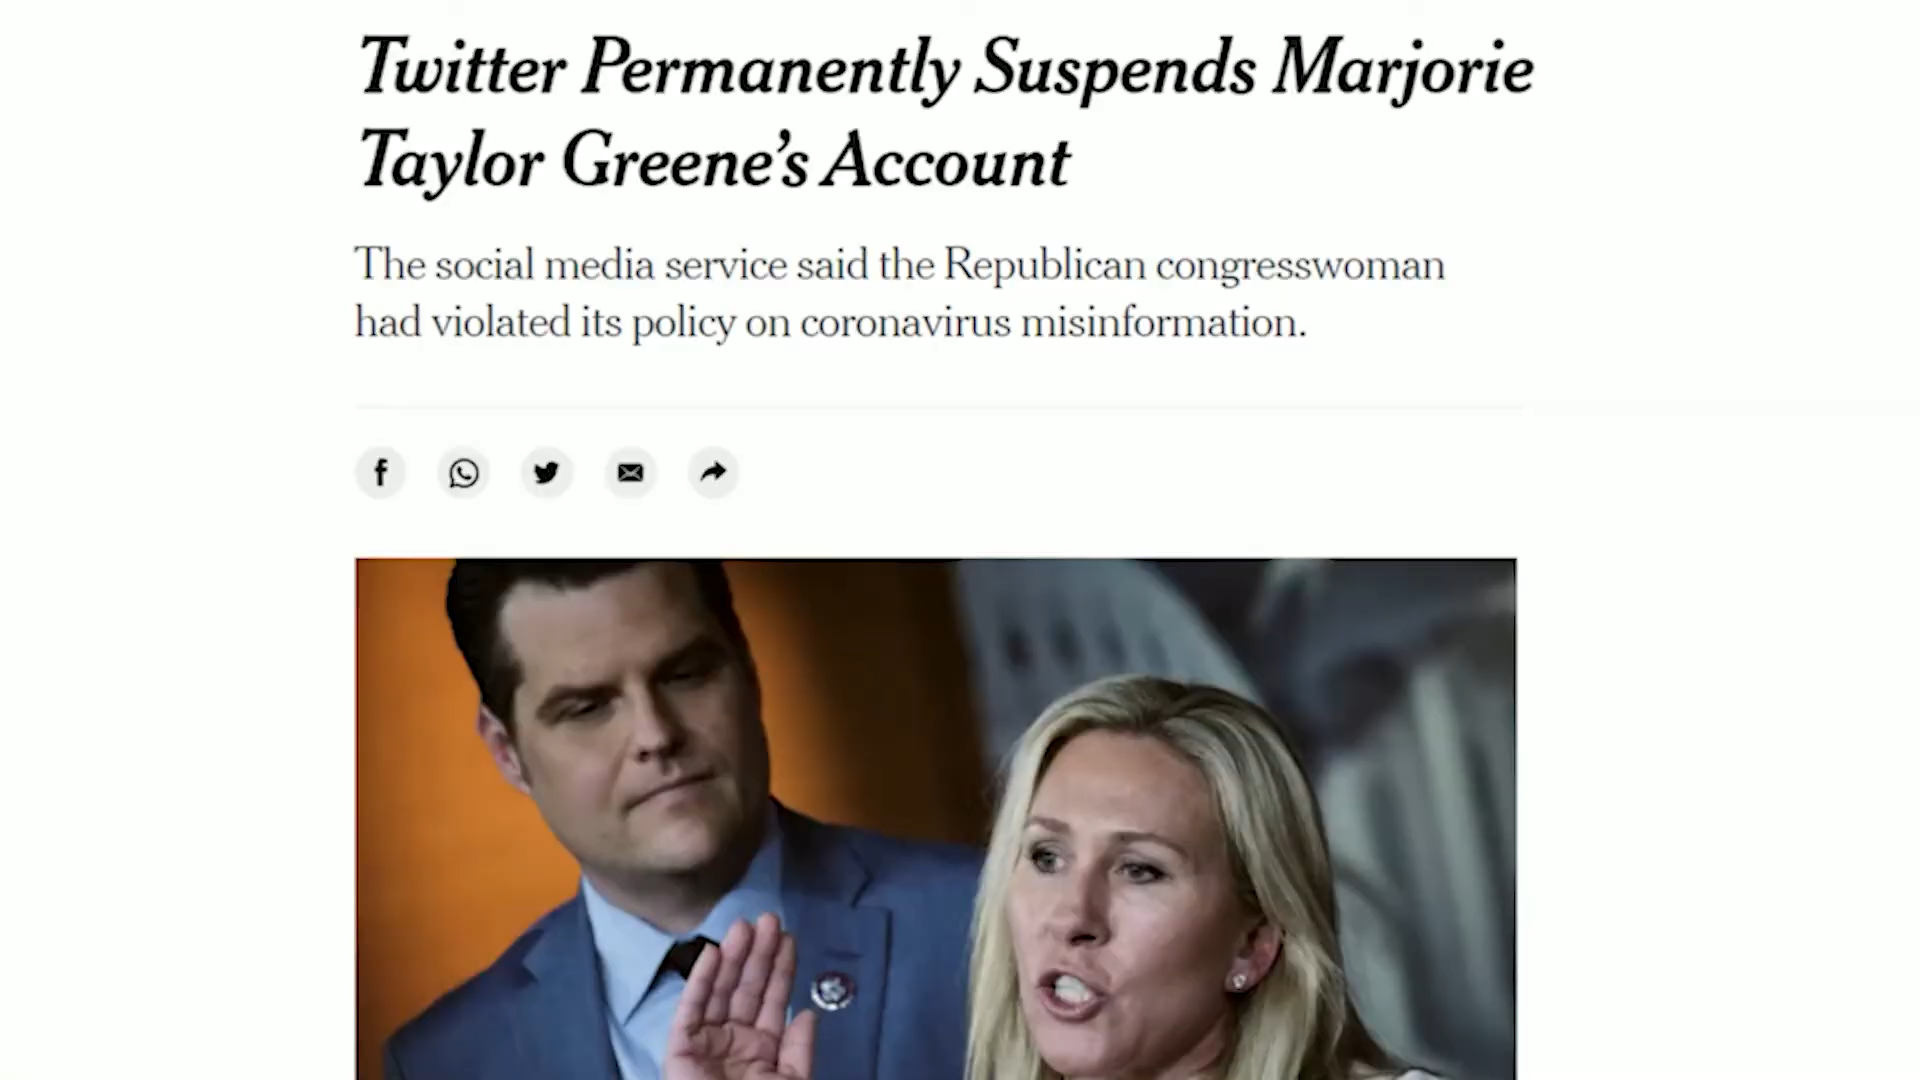 Twitter Permanently Suspends Marjorie
Taylor Greene’s Account
The social media service said the Republican congresswoman
had violated its policy on coronavirus misinformation.